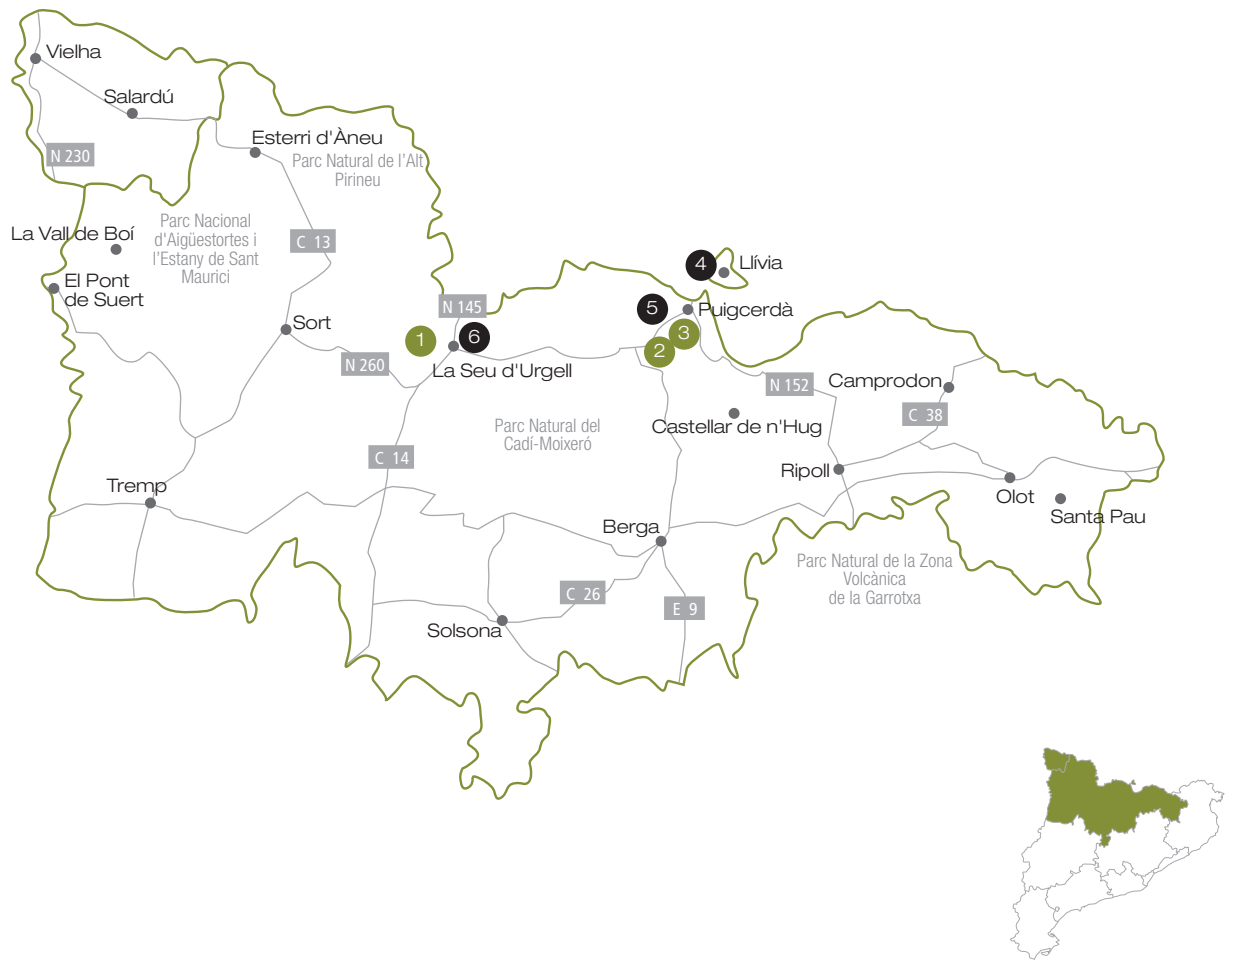 Vielha
Salardú
N 230
Esterri d'Àneu
Parc Natural de l'Alt
Pirineu
La Vall de Boí
Parc Nacional
d'Aigüestortes i
l'Estany de Sant
Maurici
C 13
El Pont
de Suert
Sort
N 145
4
Llívia
5
Puigcerdà
1
6
3
2
N 260
La Seu d'Urgell
N 152
Camprodon
C 38
Parc Natural del
Cadí-Moixeró
Castellar de n'Hug
C 14
Ripoll
Tremp
Olot
Santa Pau
Berga
Parc Natural de la Zona
Volcànica
de la Garrotxa
C 26
E 9
Solsona